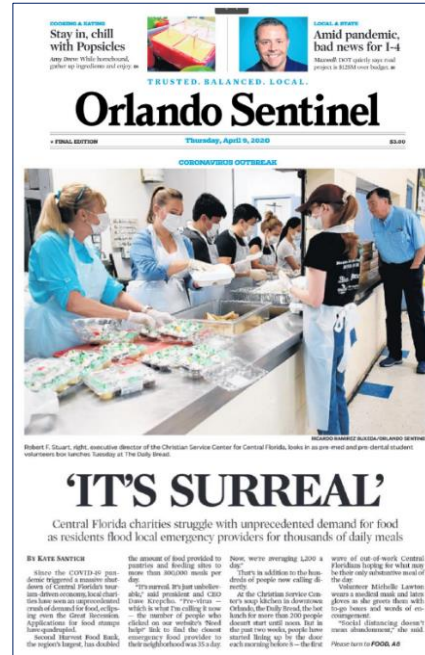 COOKING & EATING
Stay in, chill
with Popsicles
Amy Drew: While homebound,
gather up ingredients and enjoy.
LOCAL & STATE
Amid pandemic,
bad news for I-4
Maxwell: DOT quietly says road
project is $125M over budget.
TRUSTED. BALANCED. LOCAL.
Orlando Sentinel
FINAL EDITION
Thursday, April 9, 2020
$3.00
CORONAVIRUS OUTBREAK
RICARDO RAMIREZ BUXEDA/ORLANDO SENTINEL
Robert F. Stuart, right, executive director of the Christian Service Center for Central Florida, looks in as pre-med and pre-dental student
volunteers box lunches Tuesday at The Daily Bread.
‘IT’S SURREAL’
Central Florida charities struggle with unprecedented demand for food
as residents flood local emergency providers for thousands of daily meals
BY KATE SANTICH
Since the COVID-19 pan-
demic triggered a massive shut-
down of Central Florida’s tour-
ism-driven economy, local chari-
ties have seen an unprecedented
crush of demand for food, eclips-
ing even the Great Recession.
Applications for food stamps
have quadrupled.
Second Harvest Food Bank,
the region’s largest, has doubled
the amount of food provided to
pantries and feeding sites to
more than 300,000 meals per
day.
“It’s surreal. It’s just unbeliev-
able,” said president and CEO
Dave Krepcho. “Pre-virus —
which is what I’m calling it now
— the number of people who
clicked on our website’s ‘Need
help?’ link to find the closest
emergency food provider to
their neighborhood was 35 a day.
Now, we’re averaging 1,200 a
day.”
That’s in addition to the hun-
dreds of people now calling di-
rectly.
At the Christian Service Cen-
ter’s soup kitchen in downtown
Orlando, the Daily Bread, the hot
lunch for more than 200 people
doesn’t start until noon. But in
the past two weeks, people have
started lining up by the door
each morning before 8 — the first
wave of out-of-work Central
Floridians hoping for what may
be their only substantive meal of
the day.
Volunteer Michelle Lawton
wears a medical mask and latex
gloves as she greets them with
to-go boxes and words of en-
couragement.
“Social distancing doesn’t
mean abandonment,” she said.
Please turn to FOOD, A6